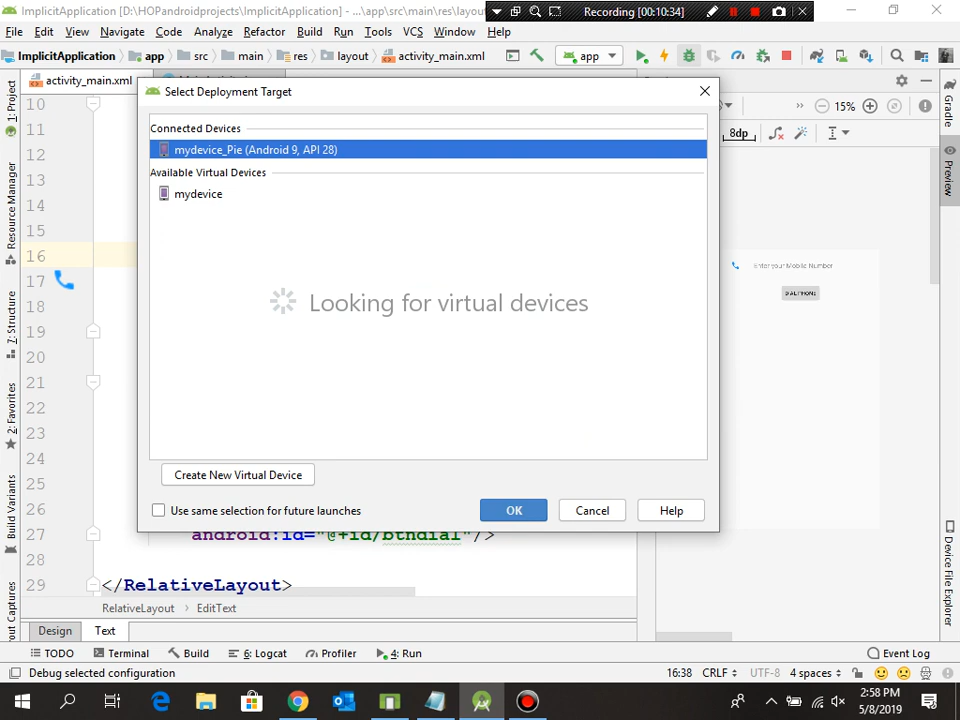 ImplicitApplication [D:\HOPandroidprojects\ImplicitApplication] - ...\app\src\main\res\layou
Recording [00:10:34]
File Edit View Navigate Code Analyze Refactor Build Run Tools VCS Window Help
ImplicitApplication app src main res layout activity_main.xml app
activity_main.xml
Select Deployment Target
Connected Devices
mydevice_Pie (Android 9, API 28)
Available Virtual Devices
mydevice
Looking for virtual devices
Create New Virtual Device
Use same selection for future launches
OK Cancel Help
15%
8dp
Enter your Mobile Number
DIAL PHONE
1: Project
Resource Manager
Z: Structure
2: Favorites
Build Variants
out Captures
Gradle
Preview
Device File Explorer
10
11
12
13
14
15
16
17
18
19
20
21
22
23
24
25
26
27 android:id="@+id/btndial"/>
28
29 </RelativeLayout>
RelativeLayout EditText
Design Text
TODO Terminal Build 6: Logcat Profiler 4: Run Event Log
Debug selected configuration 16:38 CRLF UTF-8 4 spaces
2:58 PM
5/8/2019